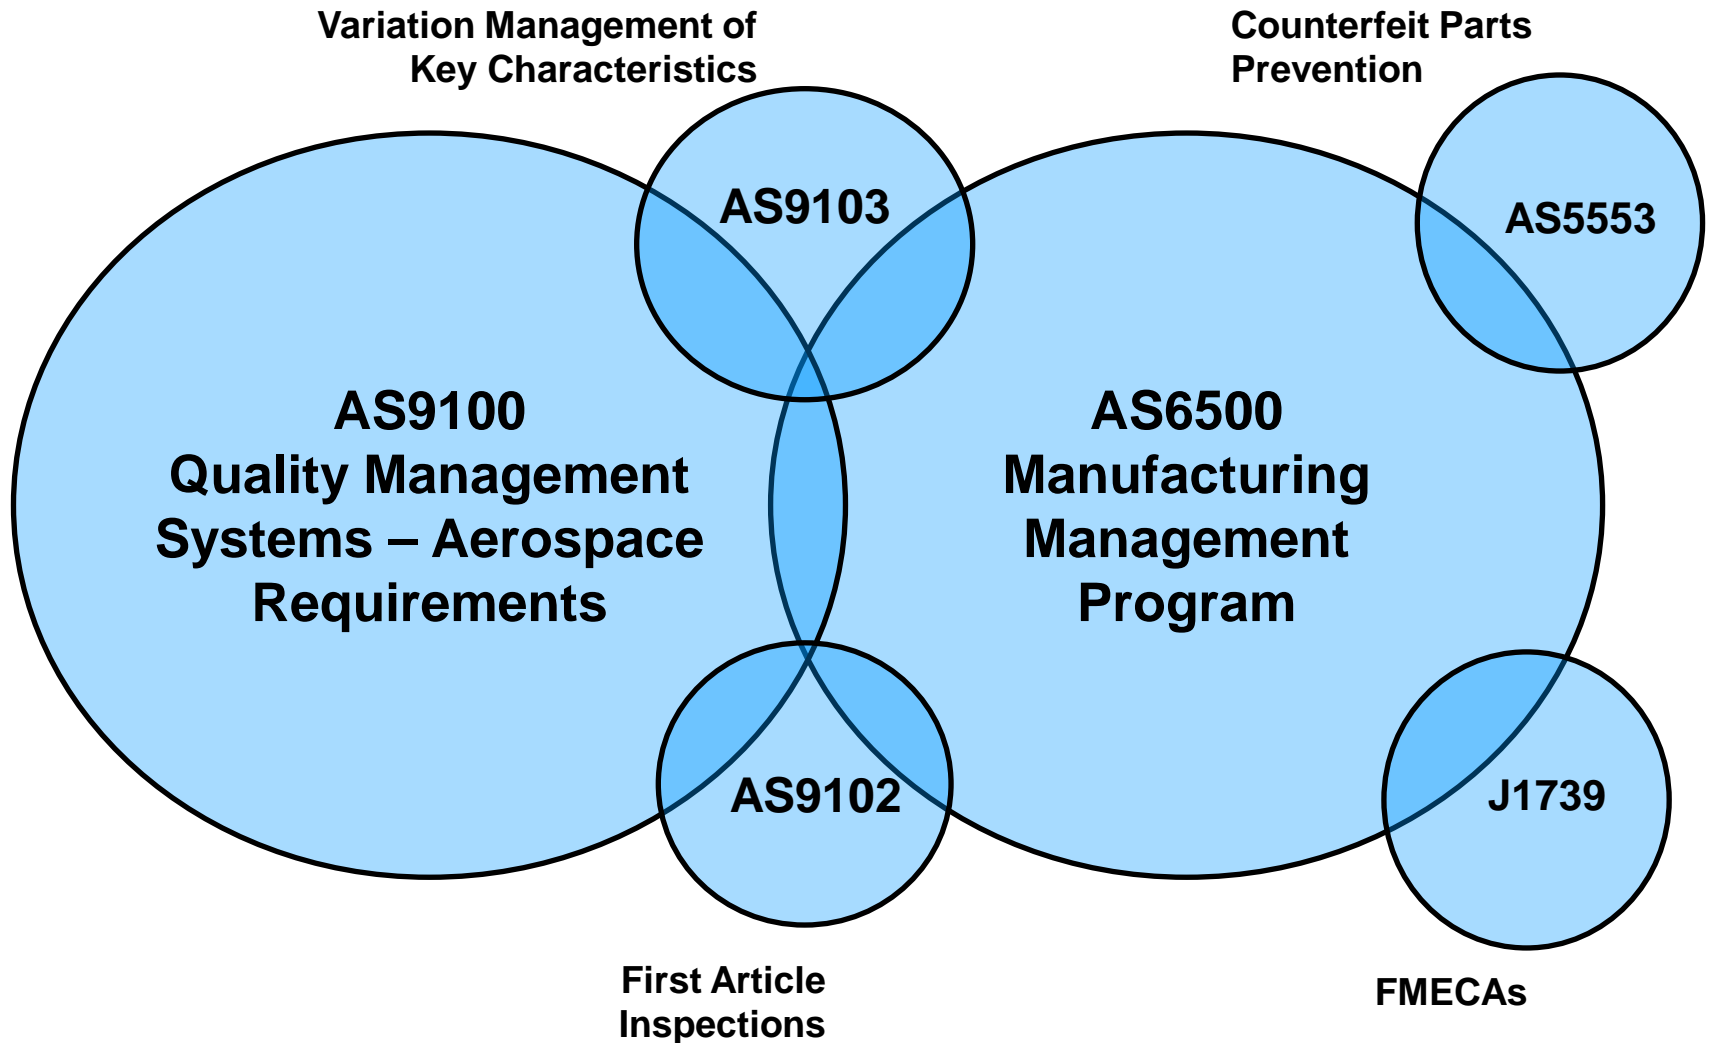 Variation Management of
Key Characteristics
Counterfeit Parts
Prevention
AS9103
AS5553
AS9100
Quality Management
Systems – Aerospace
Requirements
AS6500
Manufacturing
Management
Program
AS9102
J1739
First Article
Inspections
FMECAs